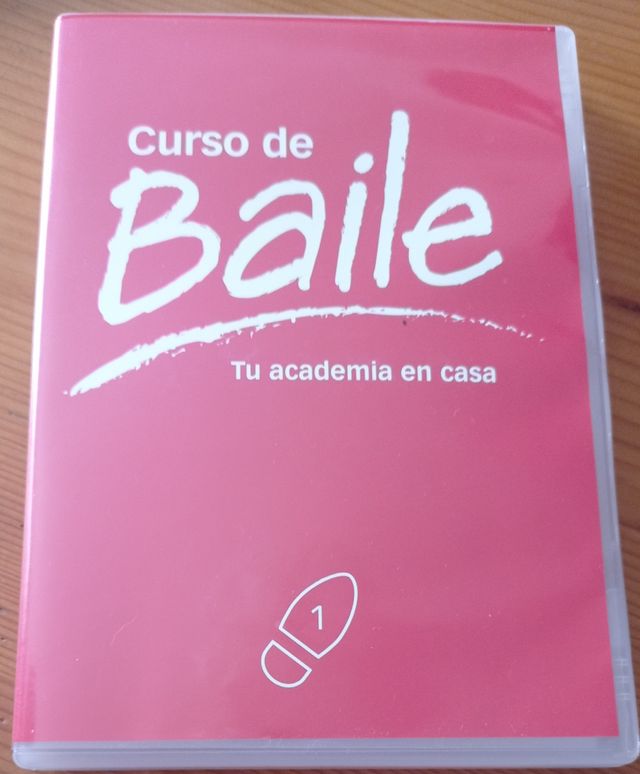 Curso de
Baile
Tu academia en casa
1